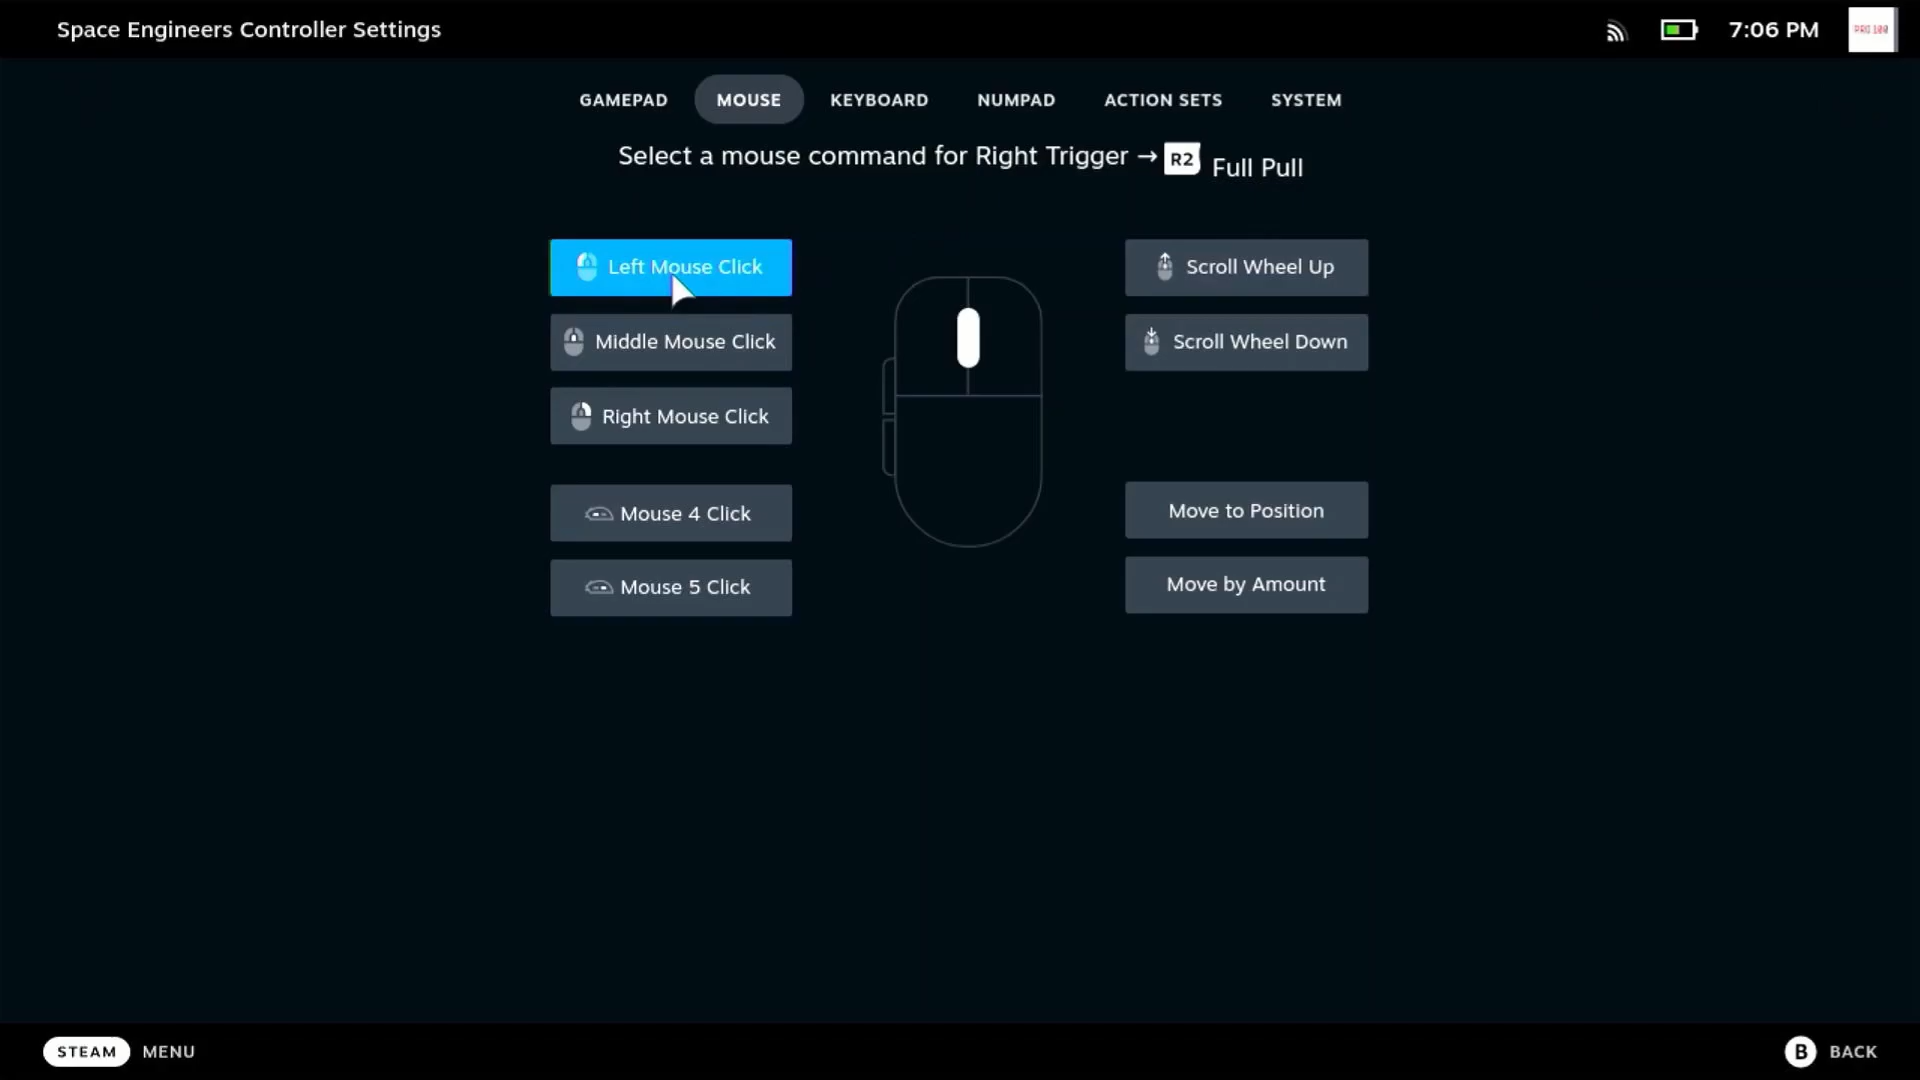 Space Engineers Controller Settings
7:06 PM
PRO100
GAMEPAD MOUSE KEYBOARD NUMPAD ACTION SETS SYSTEM
Select a mouse command for Right Trigger → R2 Full Pull
Left Mouse Click
Scroll Wheel Up
Middle Mouse Click
Scroll Wheel Down
Right Mouse Click
Mouse 4 Click
Move to Position
Mouse 5 Click
Move by Amount
STEAM MENU
B BACK